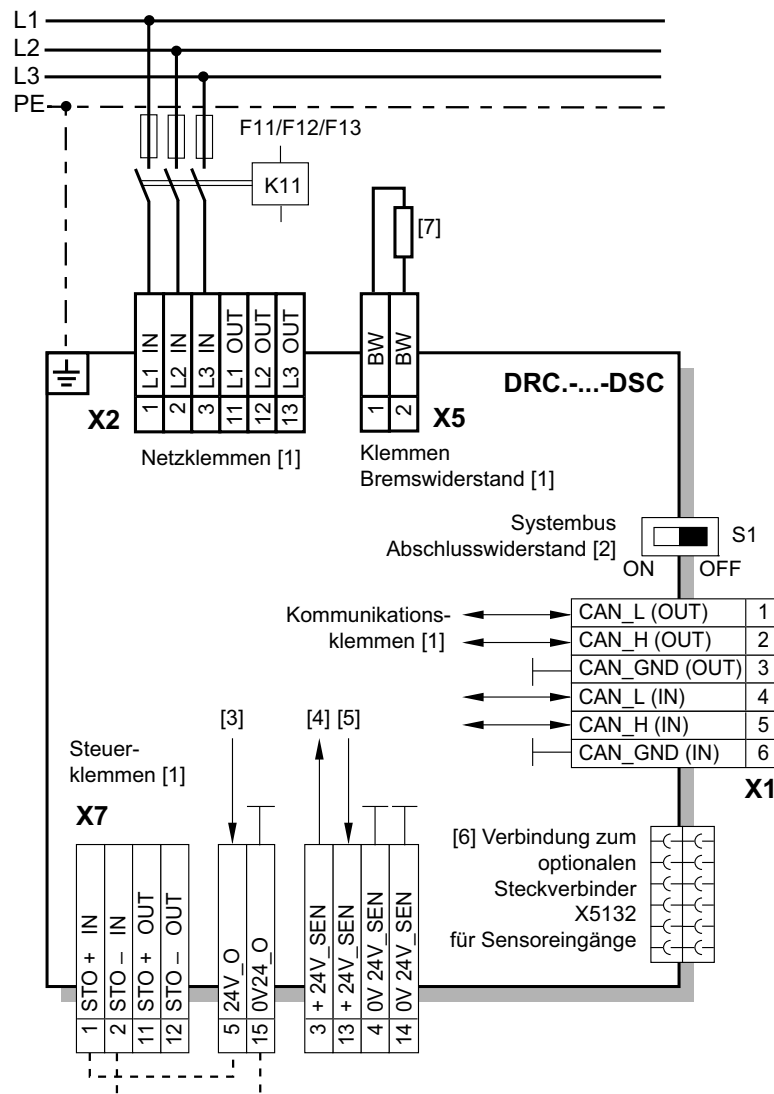 L1
L2
L3
PE
F11/F12/F13
K11
[7]
L1 IN
L2 IN
L3 IN
L1 OUT
L2 OUT
L3 OUT
1
2
3
11
12
13
X2
Netzklemmen [1]
BW
BW
1
2
X5
Klemmen
Bremswiderstand [1]
DRC.-...-DSC
Systembus
Abschlusswiderstand [2]
S1
ON
OFF
Kommunikations-
klemmen [1]
CAN_L (OUT) 1
CAN_H (OUT) 2
CAN_GND (OUT) 3
CAN_L (IN) 4
CAN_H (IN) 5
CAN_GND (IN) 6
X1
Steuer-
klemmen [1]
X7
[3]
[4]
[5]
[6] Verbindung zum
optionalen
Steckverbinder
X5132
für Sensoreingänge
1 STO + IN
2 STO – IN
11 STO + OUT
12 STO – OUT
5 24V_O
15 0V24_O
3 + 24V_SEN
13 + 24V_SEN
4 0V 24V_SEN
14 0V 24V_SEN